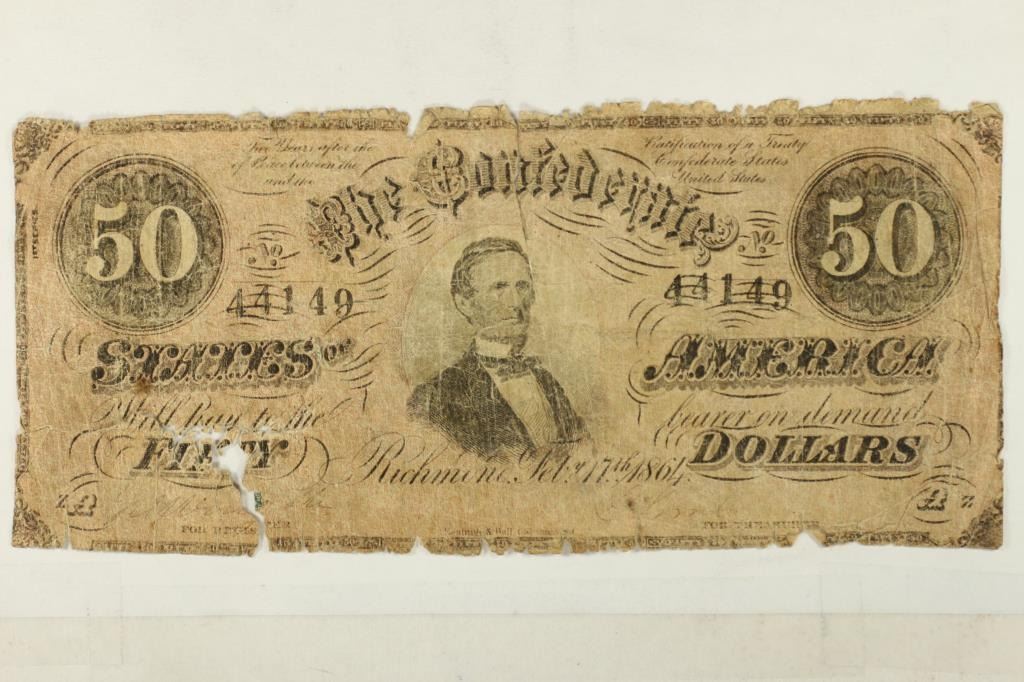 Two Years after the Ratification of a Treaty
of Peace between the Confederate States
and the United States
The Confederate
50 50
No. No.
44149 44149
STATES OF AMERICA
Will Pay to the bearer on demand
FIFTY DOLLARS
Richmond Feby. 17th. 1864.
FOR REGISTER FOR TREASURER